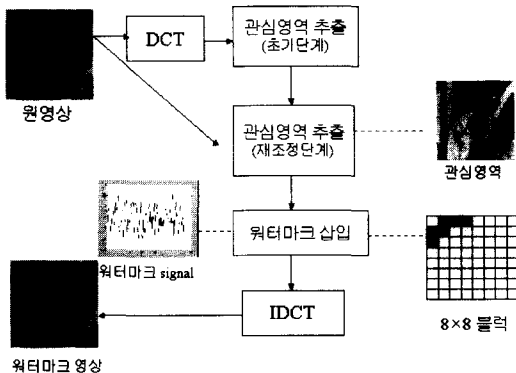 DCT
관심영역 추출
(초기단계)
원영상
관심영역 추출
(재조정단계)
관심영역
워터마크 삽입
워터마크 signal
IDCT
8×8 블럭
워터마크 영상